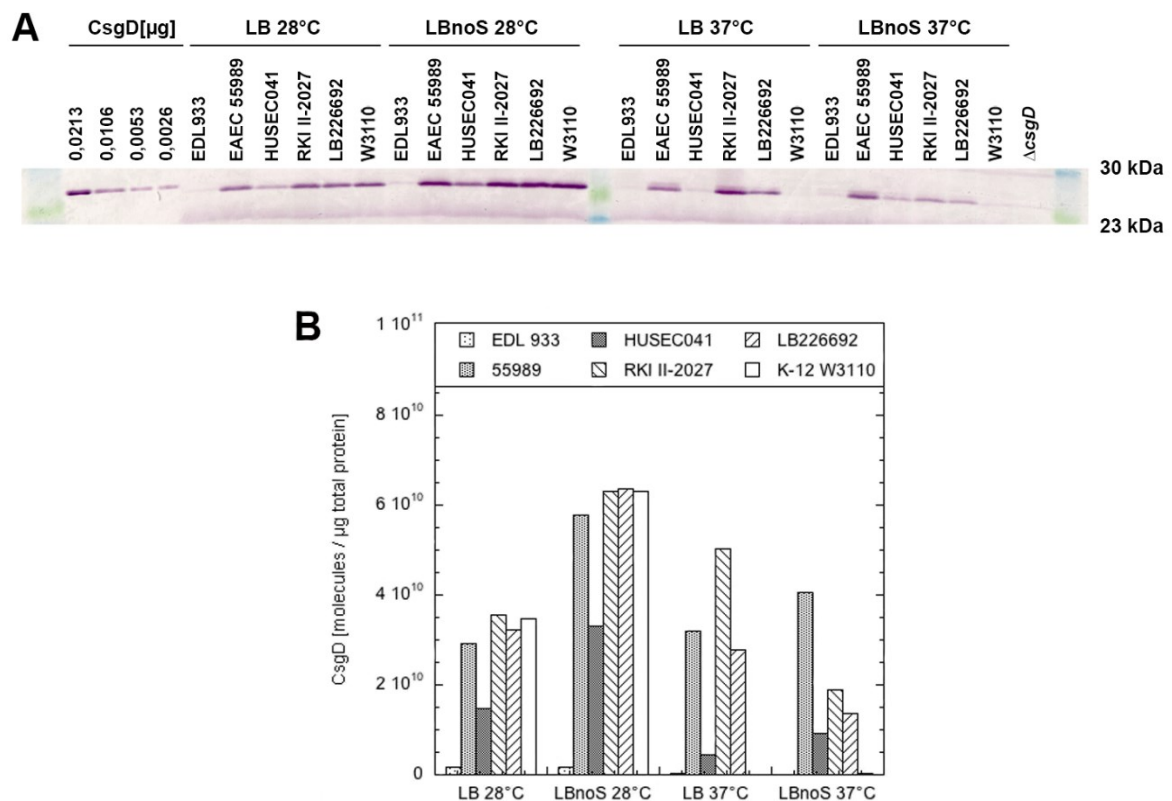 A
CsgD[µg] LB 28°C LBnoS 28°C LB 37°C LBnoS 37°C
0,0213 0,0106 0,0053 0,0026 EDL933 EAEC 55989 HUSEC041 RKI II-2027 LB226692 W3110 EDL933 EAEC 55989 HUSEC041 RKI II-2027 LB226692 W3110 EDL933 EAEC 55989 HUSEC041 RKI II-2027 LB226692 W3110 EDL933 EAEC 55989 HUSEC041 RKI II-2027 LB226692 W3110 ΔcsgD
30 kDa
23 kDa
B
EDL 933 HUSEC041 LB226692
55989 RKI II-2027 K-12 W3110
CsgD [molecules / µg total protein]
1 10¹¹
8 10¹⁰
6 10¹⁰
4 10¹⁰
2 10¹⁰
0
LB 28°C LBnoS 28°C LB 37°C LBnoS 37°C